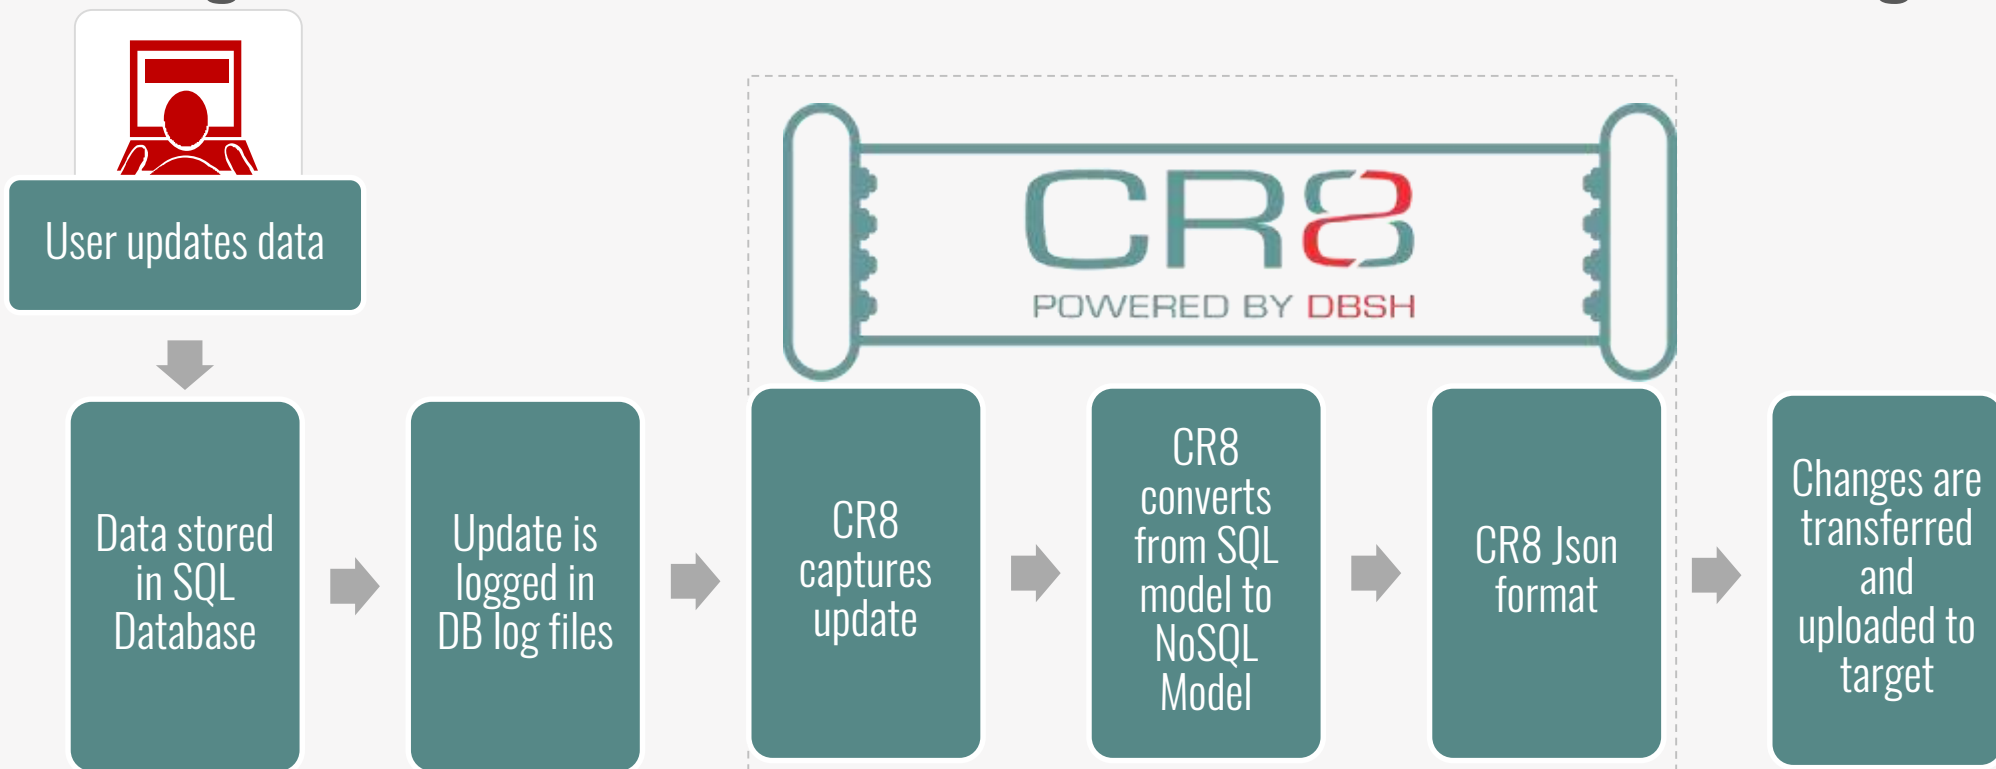 CR8
POWERED BY DBSH
User updates data
Data stored
in SQL
Database
Update is
logged in
DB log files
CR8
captures
update
CR8
converts
from SQL
model to
NoSQL
Model
CR8 Json
format
Changes are
transferred
and
uploaded to
target